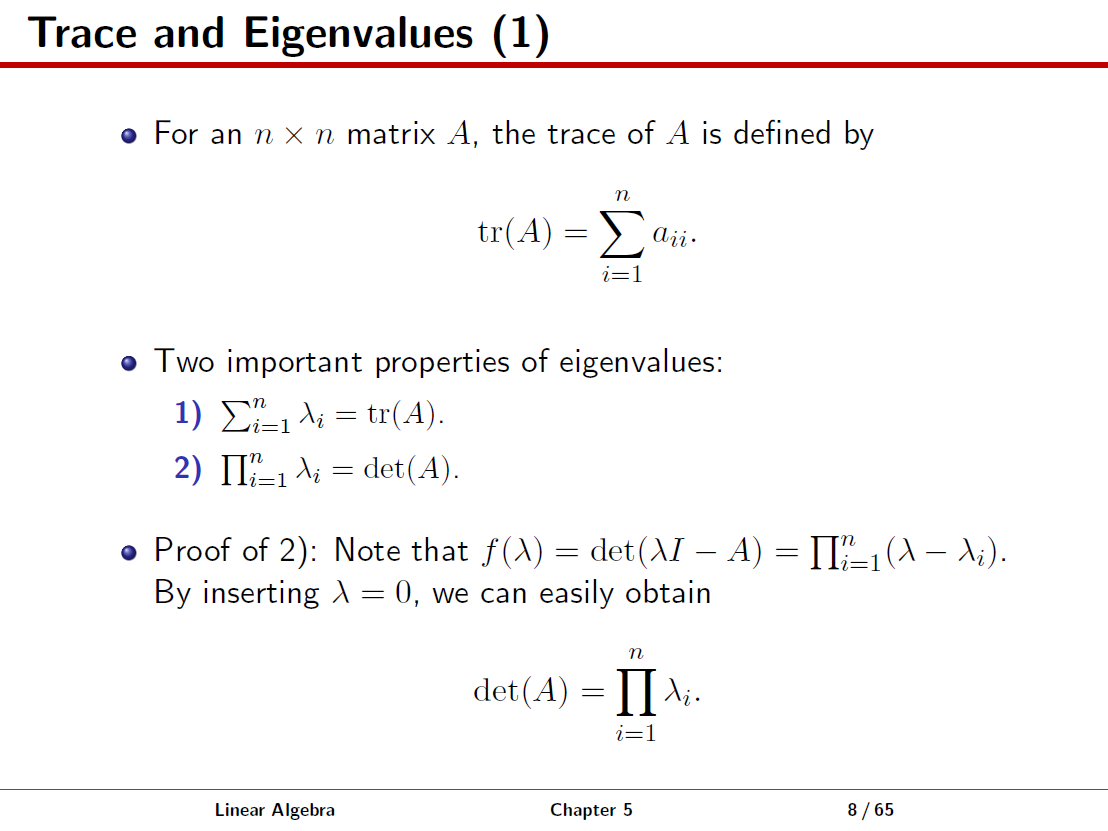 Trace and Eigenvalues (1)
For an n × n matrix A, the trace of A is defined by
tr(A) = ∑_{i=1}^{n} a_{ii}.
Two important properties of eigenvalues:
1) ∑_{i=1}^{n} λ_i = tr(A).
2) ∏_{i=1}^{n} λ_i = det(A).
Proof of 2): Note that f(λ) = det(λI − A) = ∏_{i=1}^{n}(λ − λ_i).
By inserting λ = 0, we can easily obtain
det(A) = ∏_{i=1}^{n} λ_i.
Linear Algebra Chapter 5 8 / 65